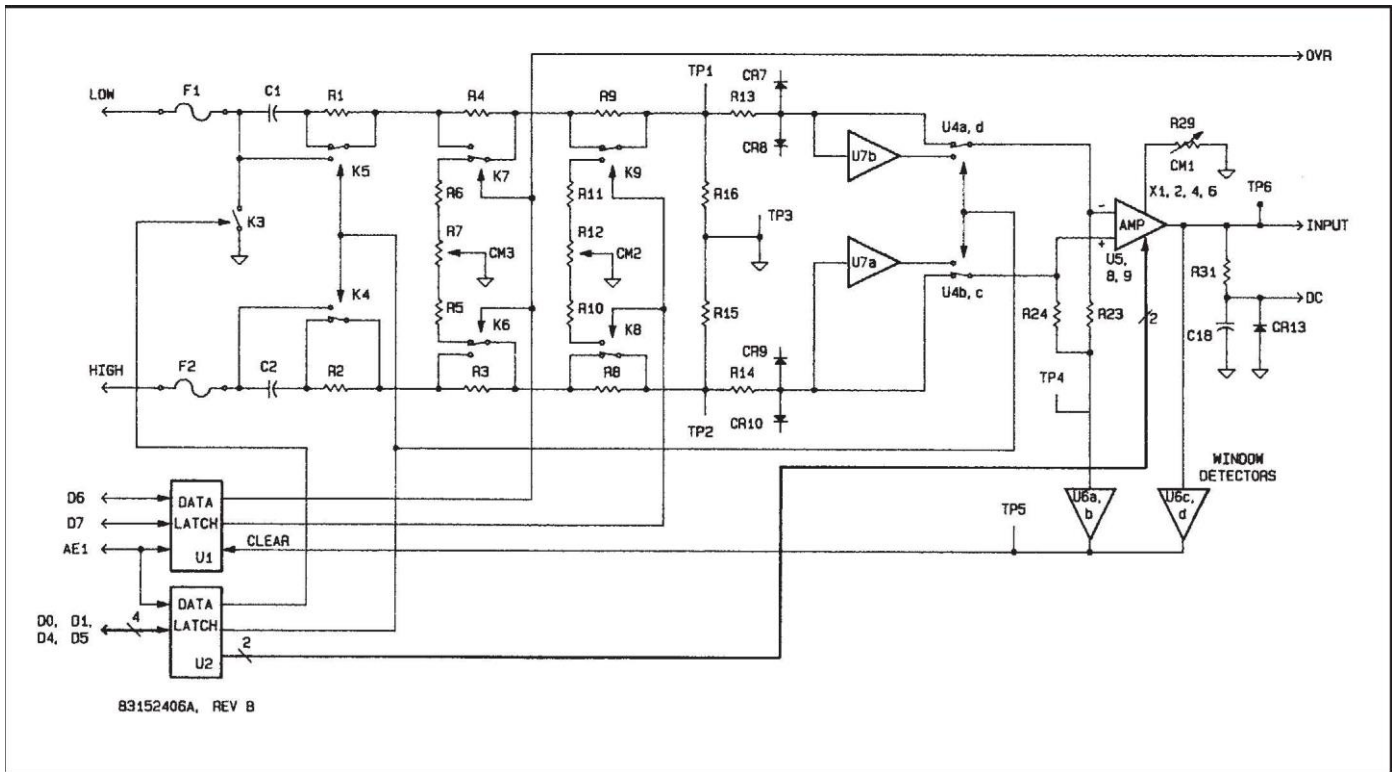 OVR
TP1
CR7
LOW
F1
C1
R1
R4
R9
R13
U4a, d
R29
CR8
U7b
CM1
K5
K7
K9
X1, 2, 4, 6
TP6
R6
R11
R16
K3
TP3
AMP
INPUT
R7
R12
CM3
CM2
U7a
U5,
8, 9
R31
K4
R5
R10
R15
U4b, c
DC
K6
K8
R24
R23
2
C18
CR13
HIGH
F2
C2
R2
R3
R8
CR9
R14
TP4
TP2
CR10
WINDOW
DETECTORS
D6
DATA
U6a,
b
U6c,
d
D7
LATCH
TP5
AE1
CLEAR
U1
DATA
D0, D1,
D4, D5
4
LATCH
2
U2
83152406A, REV B
-
+